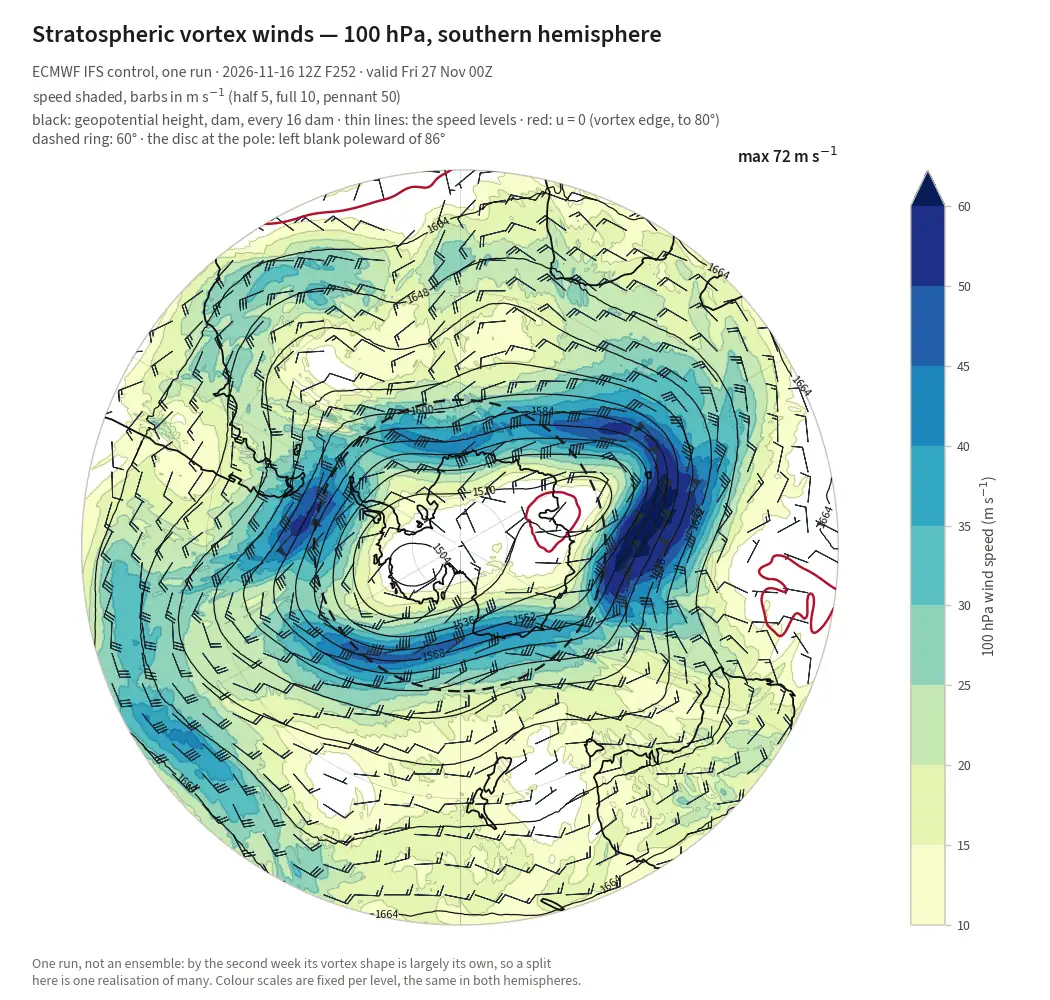 Stratospheric vortex winds — 100 hPa, southern hemisphere
ECMWF IFS control, one run · 2026-11-16 12Z F252 · valid Fri 27 Nov 00Z
speed shaded, barbs in m s⁻¹ (half 5, full 10, pennant 50)
black: geopotential height, dam, every 16 dam · thin lines: the speed levels · red: u = 0 (vortex edge, to 80°)
dashed ring: 60° · the disc at the pole: left blank poleward of 86°
max 72 m s⁻¹
1664
1664
1648
1664
1600
1584
1520
1664
1504
1536
1552
1568
1664
1664
1664
60
50
45
40
35
30
25
20
15
10
100 hPa wind speed (m s⁻¹)
One run, not an ensemble: by the second week its vortex shape is largely its own, so a split
here is one realisation of many. Colour scales are fixed per level, the same in both hemispheres.